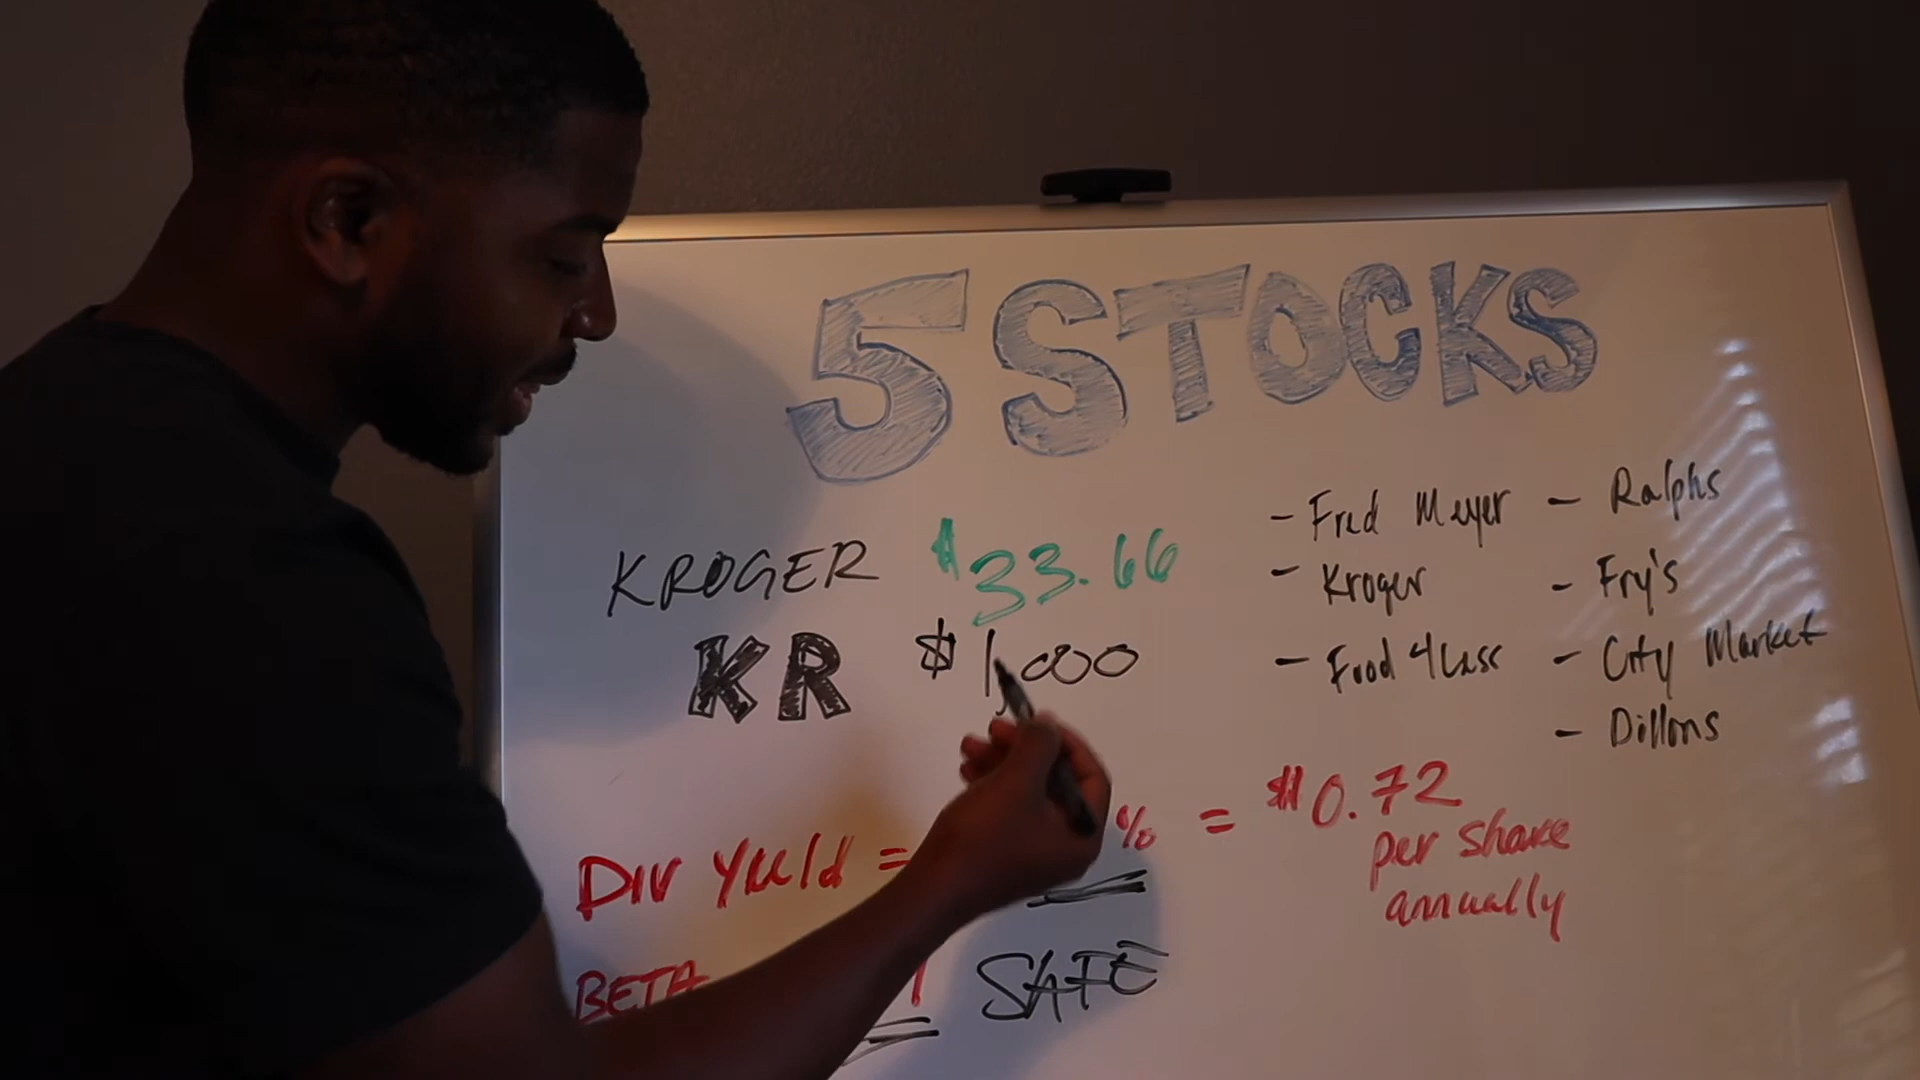 5 STOCKS
KROGER $33.66
KR $1,000
- Fred Meyer
- Kroger
- Food 4 Less
- Ralphs
- Fry's
- City Market
- Dillons
DIV Yield = % = $0.72
per share
annually
BETA SAFE